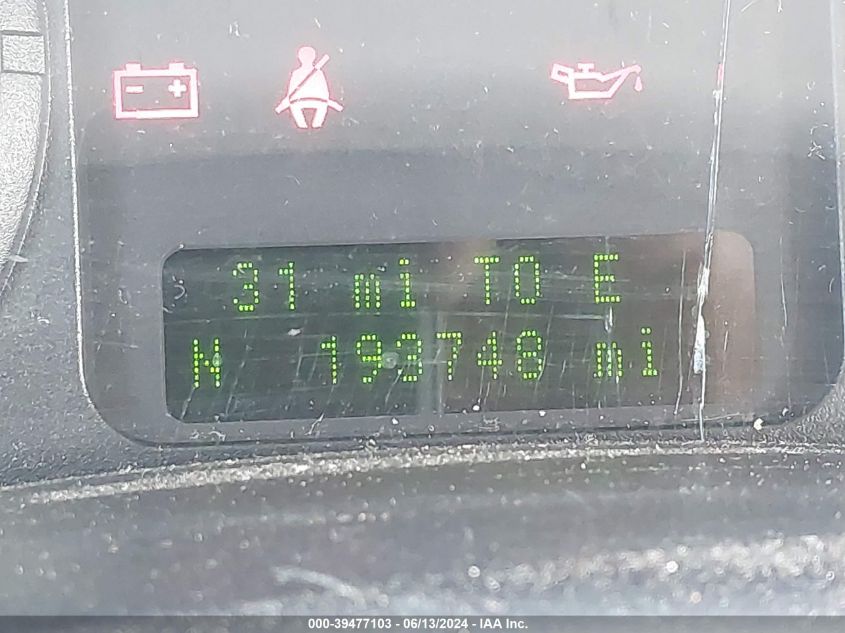 31 mi TO E
N 193748 mi
000-39477103 - 06/13/2024 - IAA Inc.